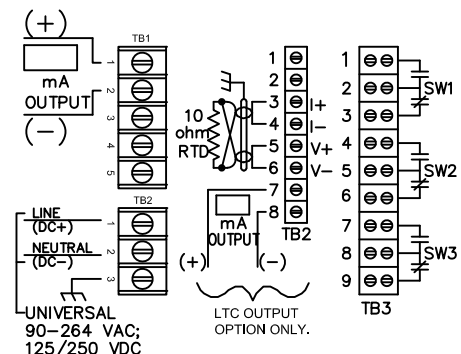 (+)
mA
OUTPUT
(-)
TB1
1
2
3
4
5
LINE
(DC+)
NEUTRAL
(DC-)
UNIVERSAL
90-264 VAC;
125/250 VDC
TB2
1
2
3
10
ohm
RTD
1
2
3 I+
4 I-
5 V+
6 V-
7
8
TB2
mA
OUTPUT
(+) (-)
LTC OUTPUT
OPTION ONLY.
1
2 SW1
3
4
5 SW2
6
7
8 SW3
9
TB3